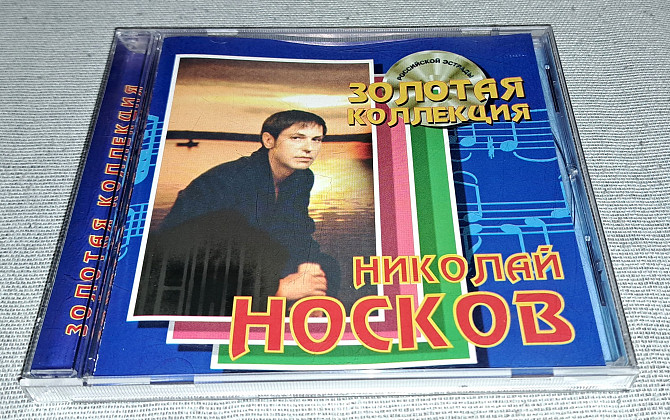 ЗОЛОТАЯ КОЛЛЕКЦИЯ
РОССИЙСКОЙ ЭСТРАДЫ
ЗОЛОТАЯ
КОЛЛЕКЦИЯ
НИКОЛАЙ
НОСКОВ